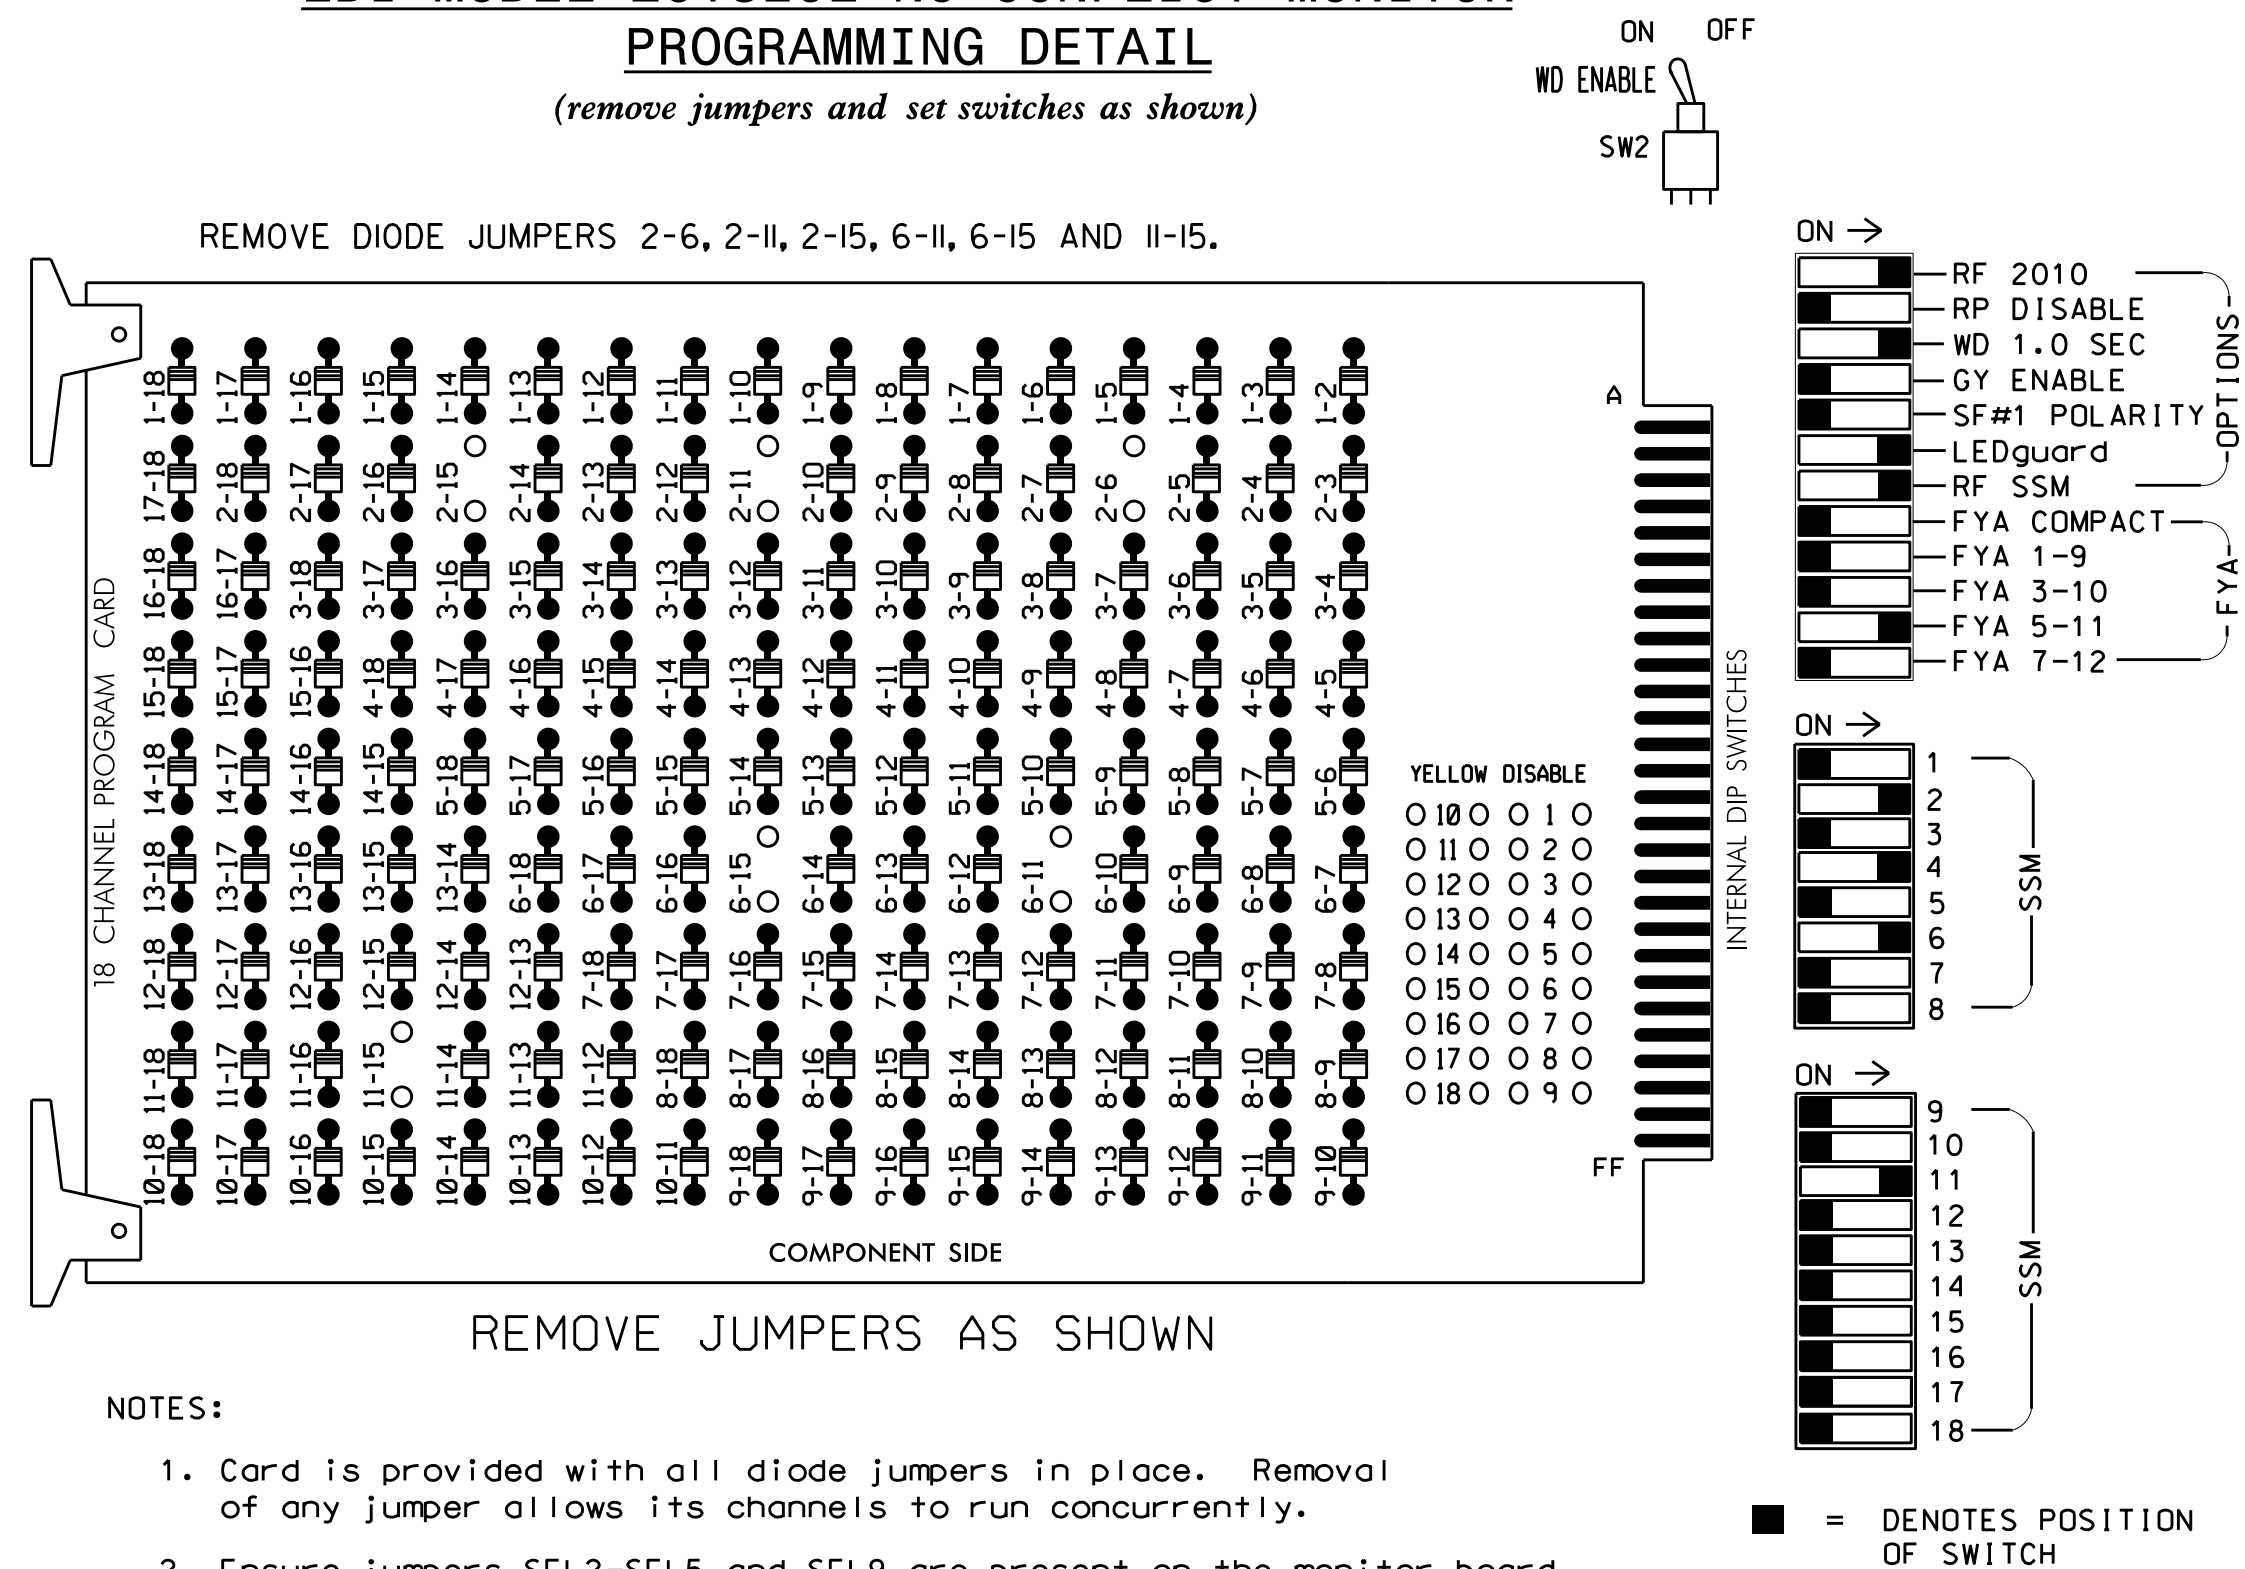 PROGRAMMING DETAIL
(remove jumpers and set switches as shown)
ON OFF
WD ENABLE
SW2
REMOVE DIODE JUMPERS 2-6, 2-11, 2-15, 6-11, 6-15 AND 11-15.
18 CHANNEL PROGRAM CARD
1-18 1-17 1-16 1-15 1-14 1-13 1-12 1-11 1-10 1-9 1-8 1-7 1-6 1-5 1-4 1-3 1-2
17-18 2-18 2-17 2-16 2-15 2-14 2-13 2-12 2-11 2-10 2-9 2-8 2-7 2-6 2-5 2-4 2-3
16-18 16-17 3-18 3-17 3-16 3-15 3-14 3-13 3-12 3-11 3-10 3-9 3-8 3-7 3-6 3-5 3-4
15-18 15-17 15-16 4-18 4-17 4-16 4-15 4-14 4-13 4-12 4-11 4-10 4-9 4-8 4-7 4-6 4-5
14-18 14-17 14-16 14-15 5-18 5-17 5-16 5-15 5-14 5-13 5-12 5-11 5-10 5-9 5-8 5-7 5-6
13-18 13-17 13-16 13-15 13-14 6-18 6-17 6-16 6-15 6-14 6-13 6-12 6-11 6-10 6-9 6-8 6-7
12-18 12-17 12-16 12-15 12-14 12-13 7-18 7-17 7-16 7-15 7-14 7-13 7-12 7-11 7-10 7-9 7-8
11-18 11-17 11-16 11-15 11-14 11-13 11-12 8-18 8-17 8-16 8-15 8-14 8-13 8-12 8-11 8-10 8-9
10-18 10-17 10-16 10-15 10-14 10-13 10-12 10-11 9-18 9-17 9-16 9-15 9-14 9-13 9-12 9-11 9-10
A
FF
YELLOW DISABLE
10 1
11 2
12 3
13 4
14 5
15 6
16 7
17 8
18 9
COMPONENT SIDE
INTERNAL DIP SWITCHES
REMOVE JUMPERS AS SHOWN
ON
RF 2010
RP DISABLE
WD 1.0 SEC
GY ENABLE
SF#1 POLARITY
LEDguard
RF SSM
OPTIONS
FYA COMPACT
FYA 1-9
FYA 3-10
FYA 5-11
FYA 7-12
FYA
ON
1
2
3
4
5
6
7
8
SSM
ON
9
10
11
12
13
14
15
16
17
18
SSM
= DENOTES POSITION
OF SWITCH
NOTES:
1. Card is provided with all diode jumpers in place. Removal
of any jumper allows its channels to run concurrently.